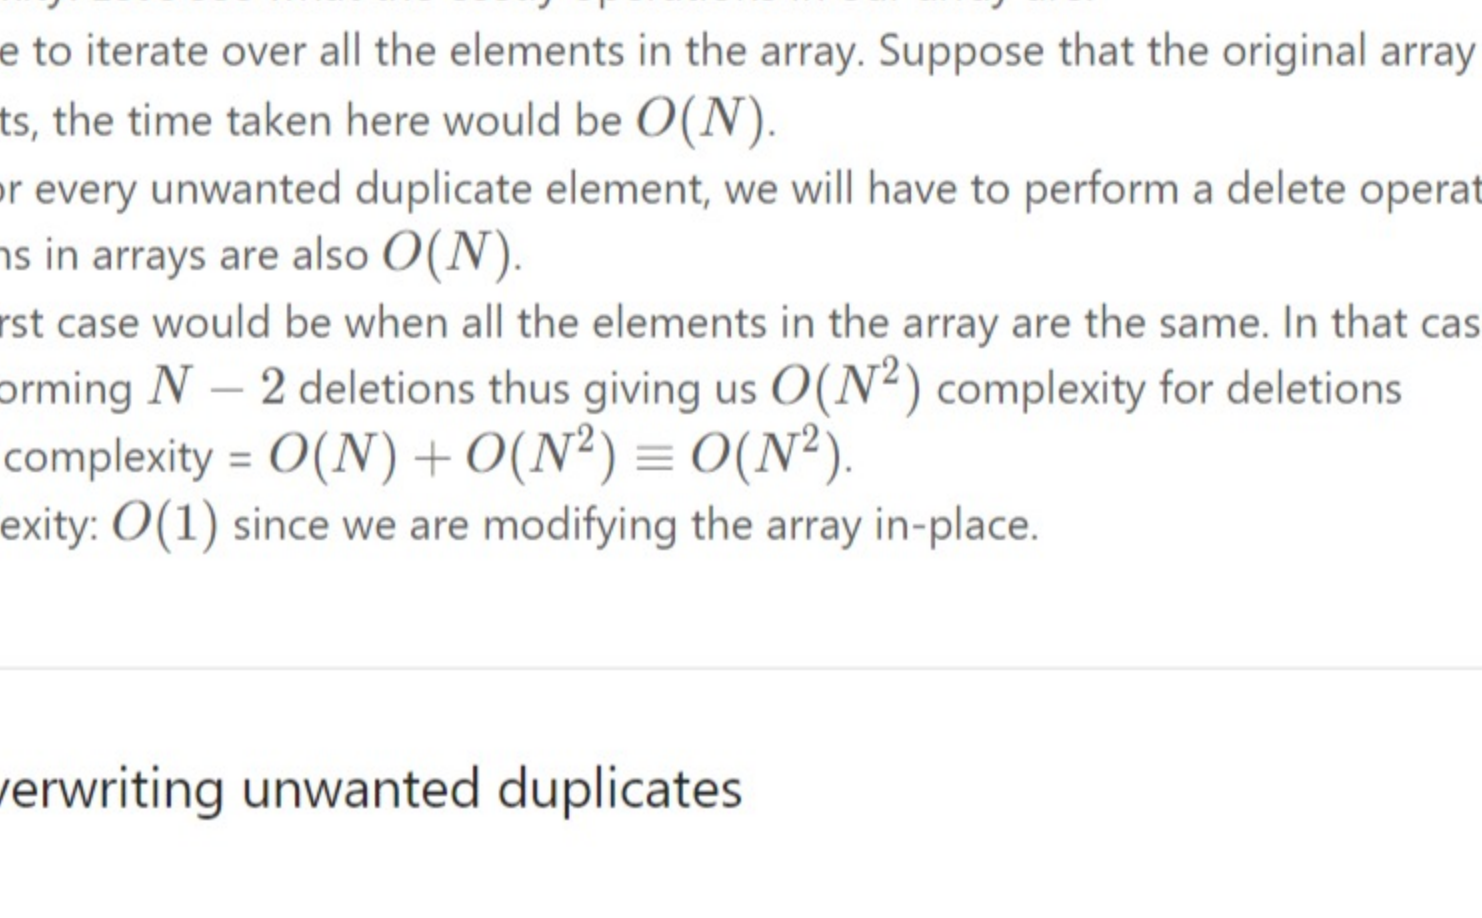 e to iterate over all the elements in the array. Suppose that the original array
ts, the time taken here would be O(N).
or every unwanted duplicate element, we will have to perform a delete operat
ns in arrays are also O(N).
rst case would be when all the elements in the array are the same. In that cas
orming N − 2 deletions thus giving us O(N²) complexity for deletions
complexity = O(N) + O(N²) ≡ O(N²).
exity: O(1) since we are modifying the array in-place.
verwriting unwanted duplicates